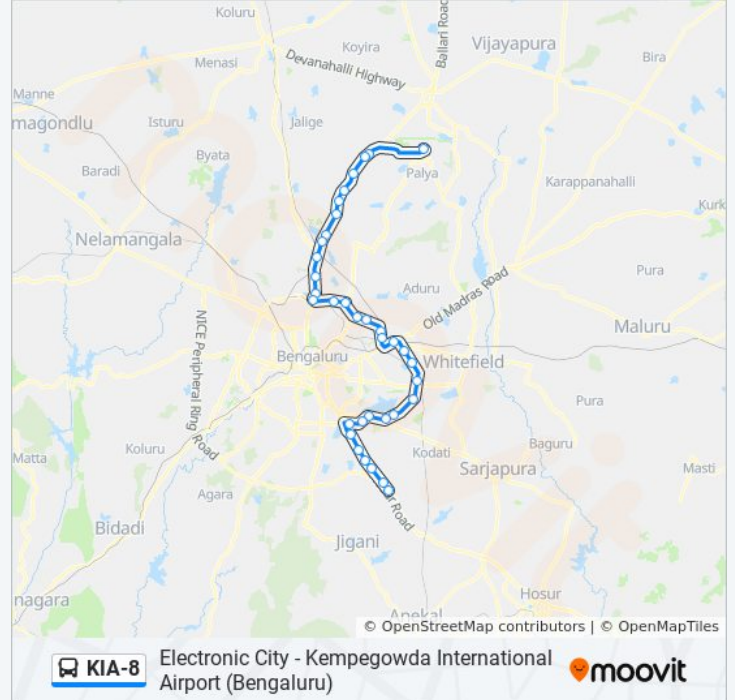 Koluru
Ballari Road
Koyira
Vijayapura
Menasi
Devanahalli Highway
Bira
Manne
magondlu
Isturu
Jalige
Byata
Baradi
Palya
Karappanahalli
Kurk
Nelamangala
Pura
Aduru
Old Madras Road
Maluru
NICE Peripheral Ring Road
Bengaluru
Whitefield
Pura
Baguru
Koluru
Kodati
Matta
Sarjapura
Masti
Agara
ur Road
Bidadi
Jigani
Hosur
nagara
Anekal
© OpenStreetMap contributors | © OpenMapTiles
KIA-8
Electronic City - Kempegowda International
Airport (Bengaluru)
moovit